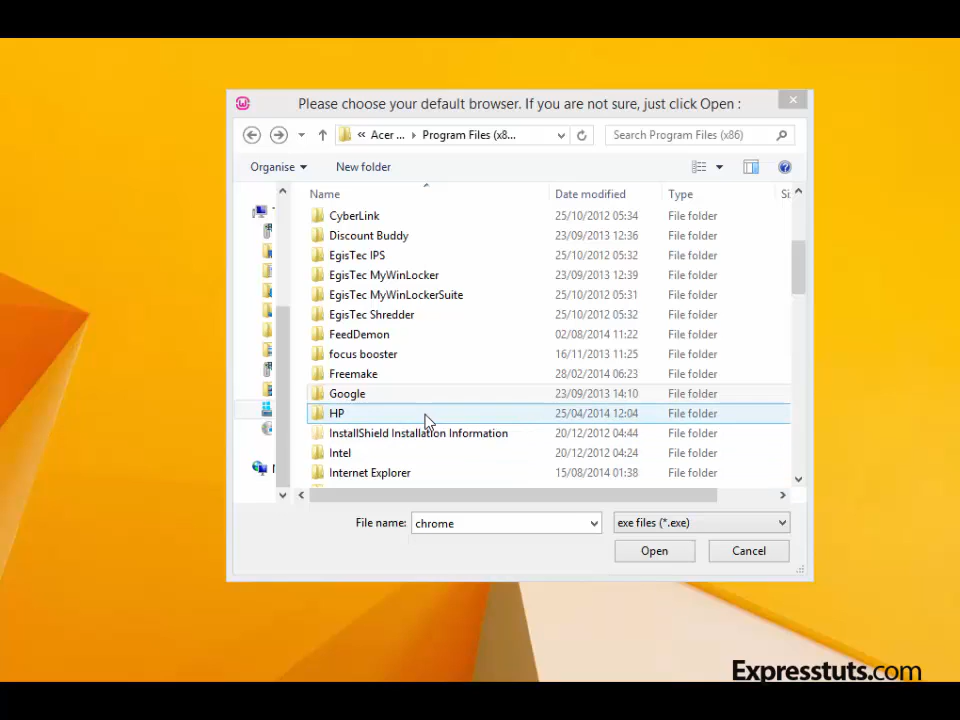 Please choose your default browser. If you are not sure, just click Open :
« Acer ... Program Files (x8... Search Program Files (x86)
Organise New folder
Name Date modified Type Si
CyberLink 25/10/2012 05:34 File folder
Discount Buddy 23/09/2013 12:36 File folder
EgisTec IPS 25/10/2012 05:32 File folder
EgisTec MyWinLocker 23/09/2013 12:39 File folder
EgisTec MyWinLockerSuite 25/10/2012 05:31 File folder
EgisTec Shredder 25/10/2012 05:32 File folder
FeedDemon 02/08/2014 11:22 File folder
focus booster 16/11/2013 11:25 File folder
Freemake 28/02/2014 06:23 File folder
Google 23/09/2013 14:10 File folder
HP 25/04/2014 12:04 File folder
InstallShield Installation Information 20/12/2012 04:44 File folder
Intel 20/12/2012 04:24 File folder
Internet Explorer 15/08/2014 01:38 File folder
File name: chrome exe files (*.exe)
Open Cancel
Expresstuts.com